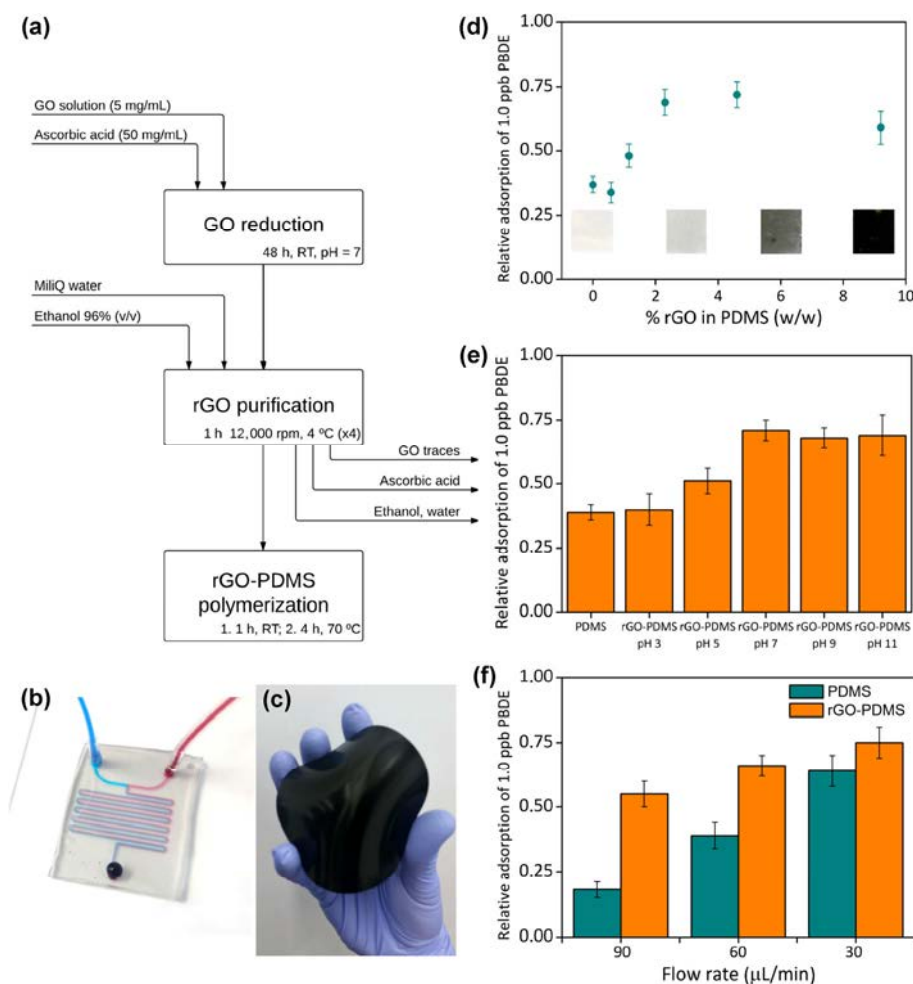 (a)
GO solution (5 mg/mL)
Ascorbic acid (50 mg/mL)
GO reduction
48 h, RT, pH = 7
MiliQ water
Ethanol 96% (v/v)
rGO purification
1 h 12,000 rpm, 4 ºC (x4)
GO traces
Ascorbic acid
Ethanol, water
rGO-PDMS
polymerization
1. 1 h, RT; 2. 4 h, 70 ºC
(b)
(c)
(d)
Relative adsorption of 1.0 ppb PBDE
1.00
0.75
0.50
0.25
0.00
0 2 4 6 8 10
% rGO in PDMS (w/w)
(e)
Relative adsorption of 1.0 ppb PBDE
1.00
0.75
0.50
0.25
0.00
PDMS rGO-PDMS rGO-PDMS rGO-PDMS rGO-PDMS rGO-PDMS
pH 3 pH 5 pH 7 pH 9 pH 11
(f)
PDMS
rGO-PDMS
Relative adsorption of 1.0 ppb PBDE
1.00
0.75
0.50
0.25
0.00
90 60 30
Flow rate (µL/min)